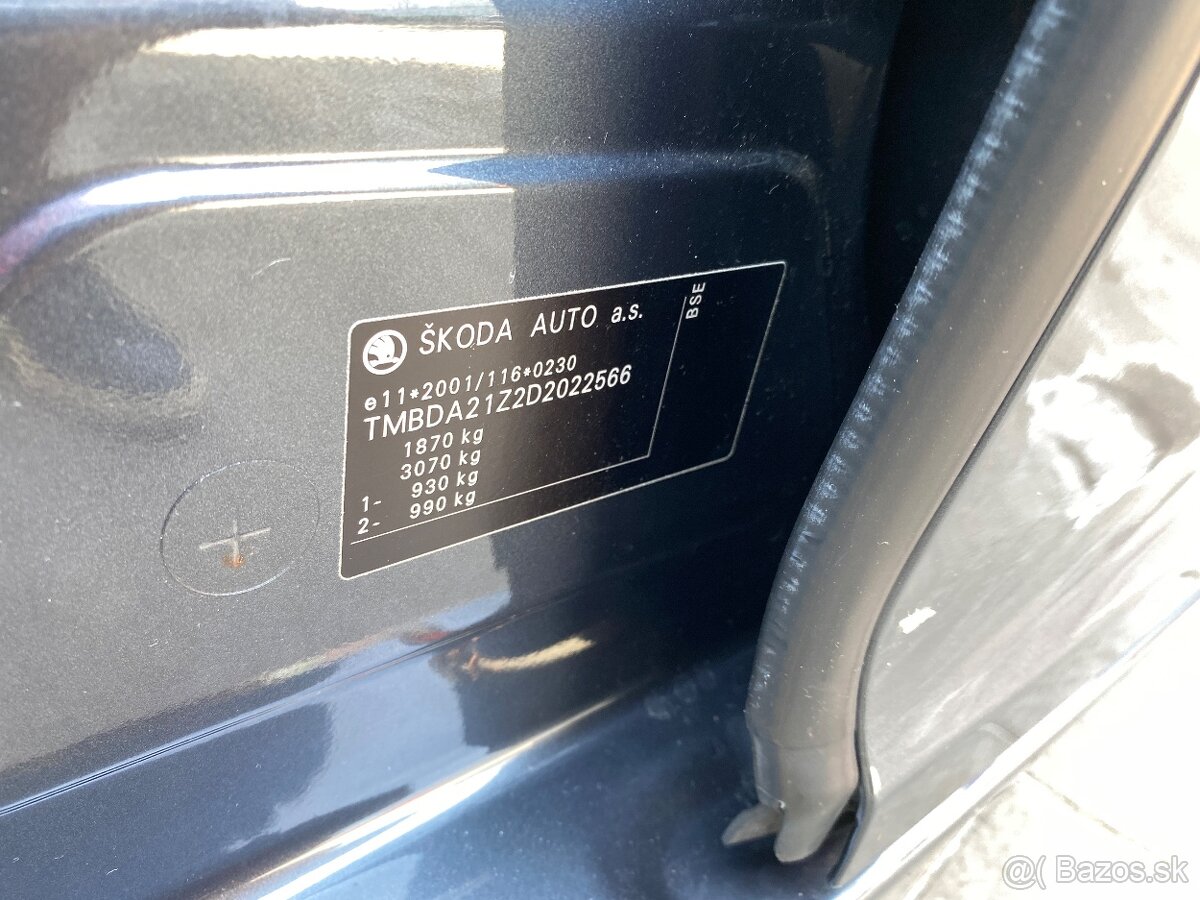 ŠKODA AUTO a.s.
BSE
e11*2001/116*0230
TMBDA21Z2D2022566
1870 kg
3070 kg
1- 930 kg
2- 990 kg
@( Bazos.sk